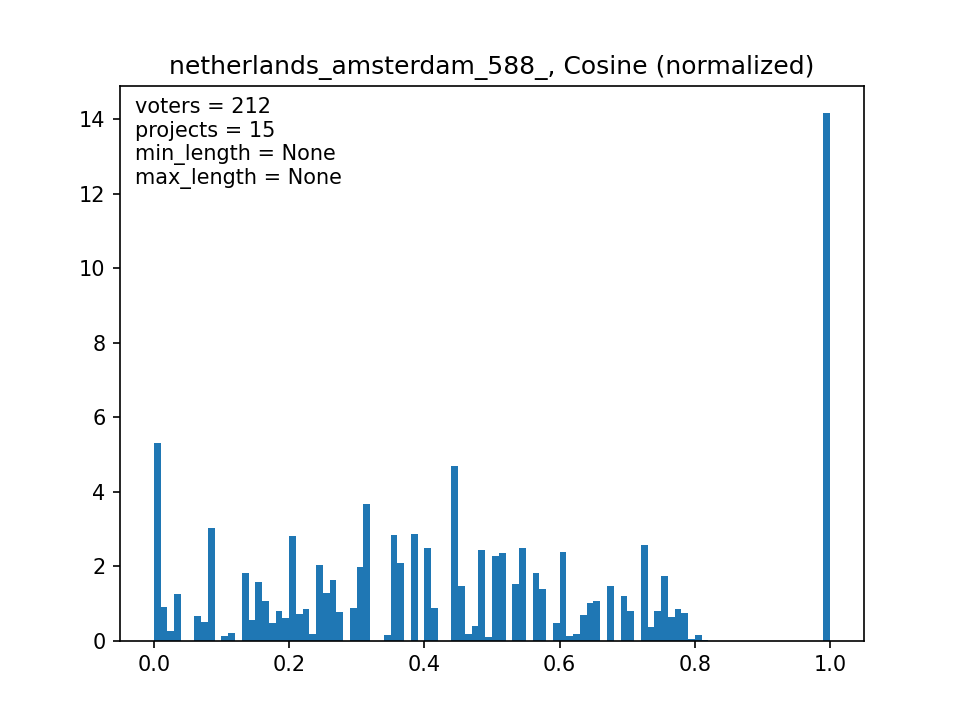 netherlands_amsterdam_588_, Cosine (normalized)
voters = 212
projects = 15
min_length = None
max_length = None
14
12
10
8
6
4
2
0
0.0 0.2 0.4 0.6 0.8 1.0